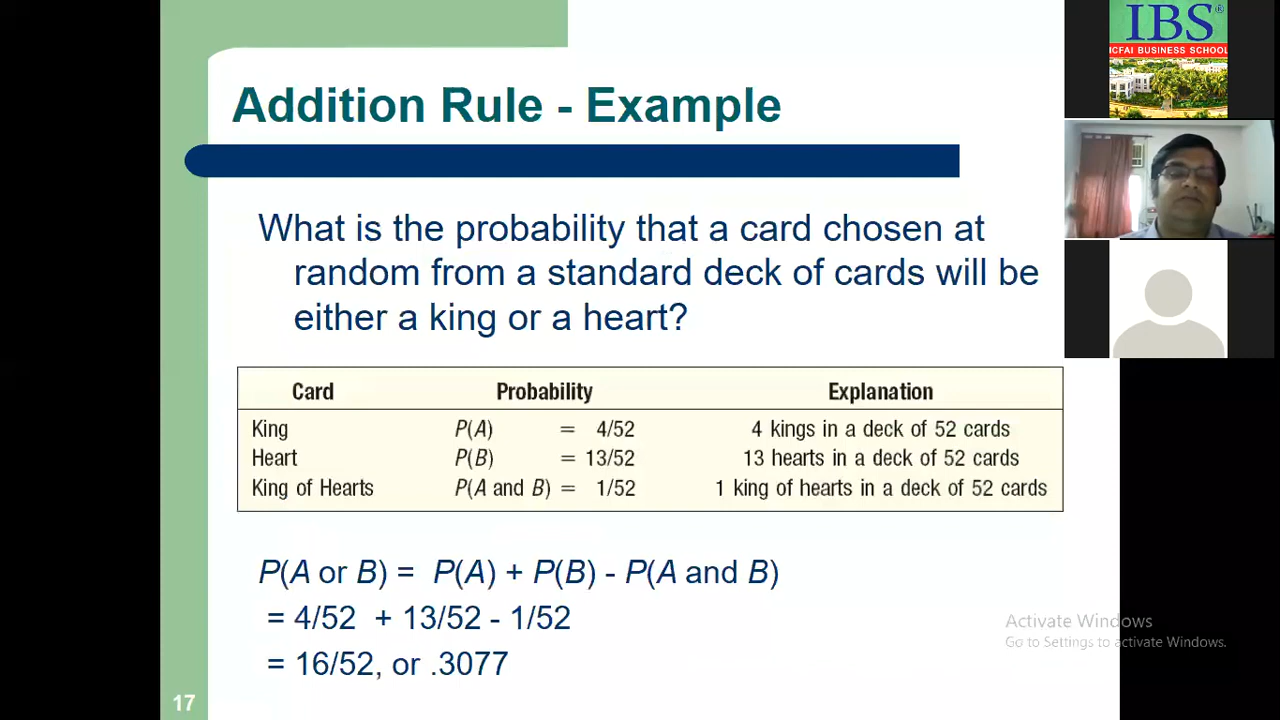 Addition Rule - Example
What is the probability that a card chosen at
random from a standard deck of cards will be
either a king or a heart?
Card Probability Explanation
King P(A) = 4/52 4 kings in a deck of 52 cards
Heart P(B) = 13/52 13 hearts in a deck of 52 cards
King of Hearts P(A and B) = 1/52 1 king of hearts in a deck of 52 cards
P(A or B) = P(A) + P(B) - P(A and B)
= 4/52 + 13/52 - 1/52
= 16/52, or .3077
17
IBS®
ICFAI BUSINESS SCHOOL
Activate Windows
Go to Settings to activate Windows.